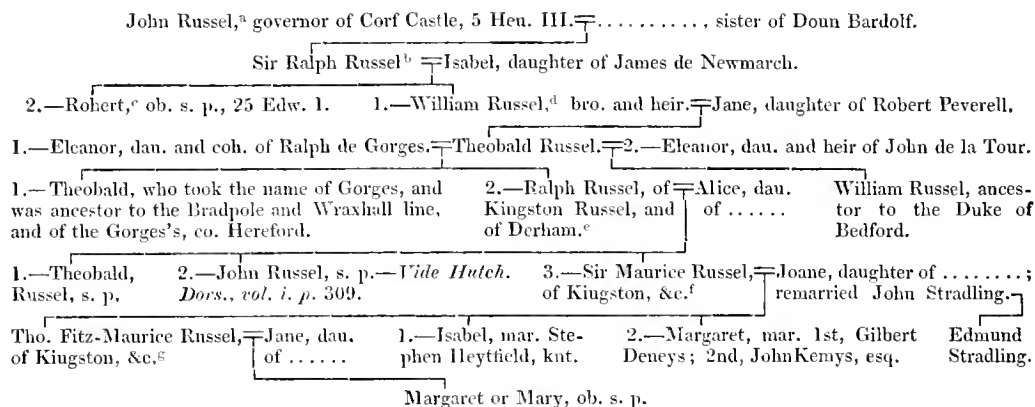 John Russel,ᵃ governor of Corf Castle, 5 Hen. III.=. . . . . . . . . . , sister of Doun Bardolf.
Sir Ralph Russelᵇ =Isabel, daughter of James de Newmarch.
2.—Robert,ᶜ ob. s. p., 25 Edw. I. 1.—William Russel,ᵈ bro. and heir.=Jane, daughter of Robert Peverell.
1.—Eleanor, dau. and coh. of Ralph de Gorges.=Theobald Russel.=2.—Eleanor, dau. and heir of John de la Tour.
1.—Theobald, who took the name of Gorges, and
was ancestor to the Bradpole and Wraxhall line,
and of the Gorges's, co. Hereford.
2.—Ralph Russel, of
Kingston Russel, and
of Derham.ᵉ
=Alice, dau.
of . . . . . .
William Russel, ances-
tor to the Duke of
Bedford.
1.—Theobald,
Russel, s. p.
2.—John Russel, s. p.—Vide Hutch.
Dors., vol. i. p. 309.
3.—Sir Maurice Russel,
of Kingston, &c.ᶠ
=Joane, daughter of . . . . . . . . ;
remarried John Stradling.
Tho. Fitz-Maurice Russel,
of Kingston, &c.ᵍ
=Jane, dau.
of . . . . . .
1.—Isabel, mar. Ste-
phen Heytfield, knt.
2.—Margaret, mar. 1st, Gilbert
Deneys; 2nd, John Kemys, esq.
Edmund
Stradling.
Margaret or Mary, ob. s. p.